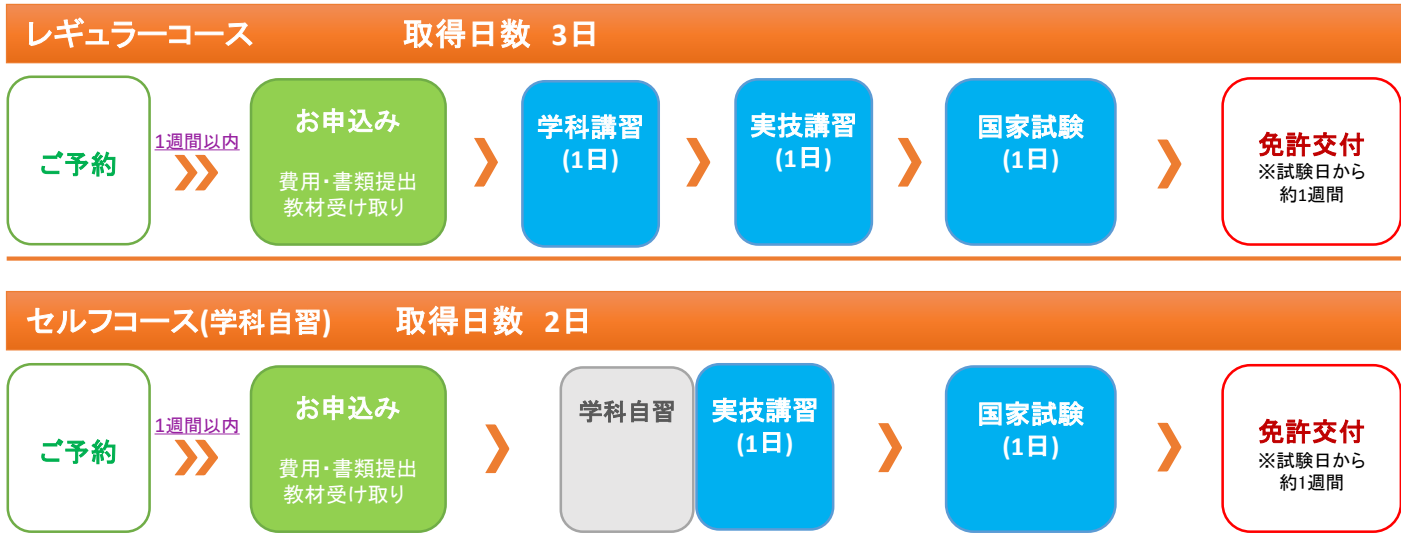 レギュラーコース 取得日数 3日
ご予約
1週間以内
お申込み
費用・書類提出
教材受け取り
学科講習
(1日)
実技講習
(1日)
国家試験
(1日)
免許交付
※試験日から
約1週間
セルフコース(学科自習) 取得日数 2日
ご予約
1週間以内
お申込み
費用・書類提出
教材受け取り
学科自習
実技講習
(1日)
国家試験
(1日)
免許交付
※試験日から
約1週間